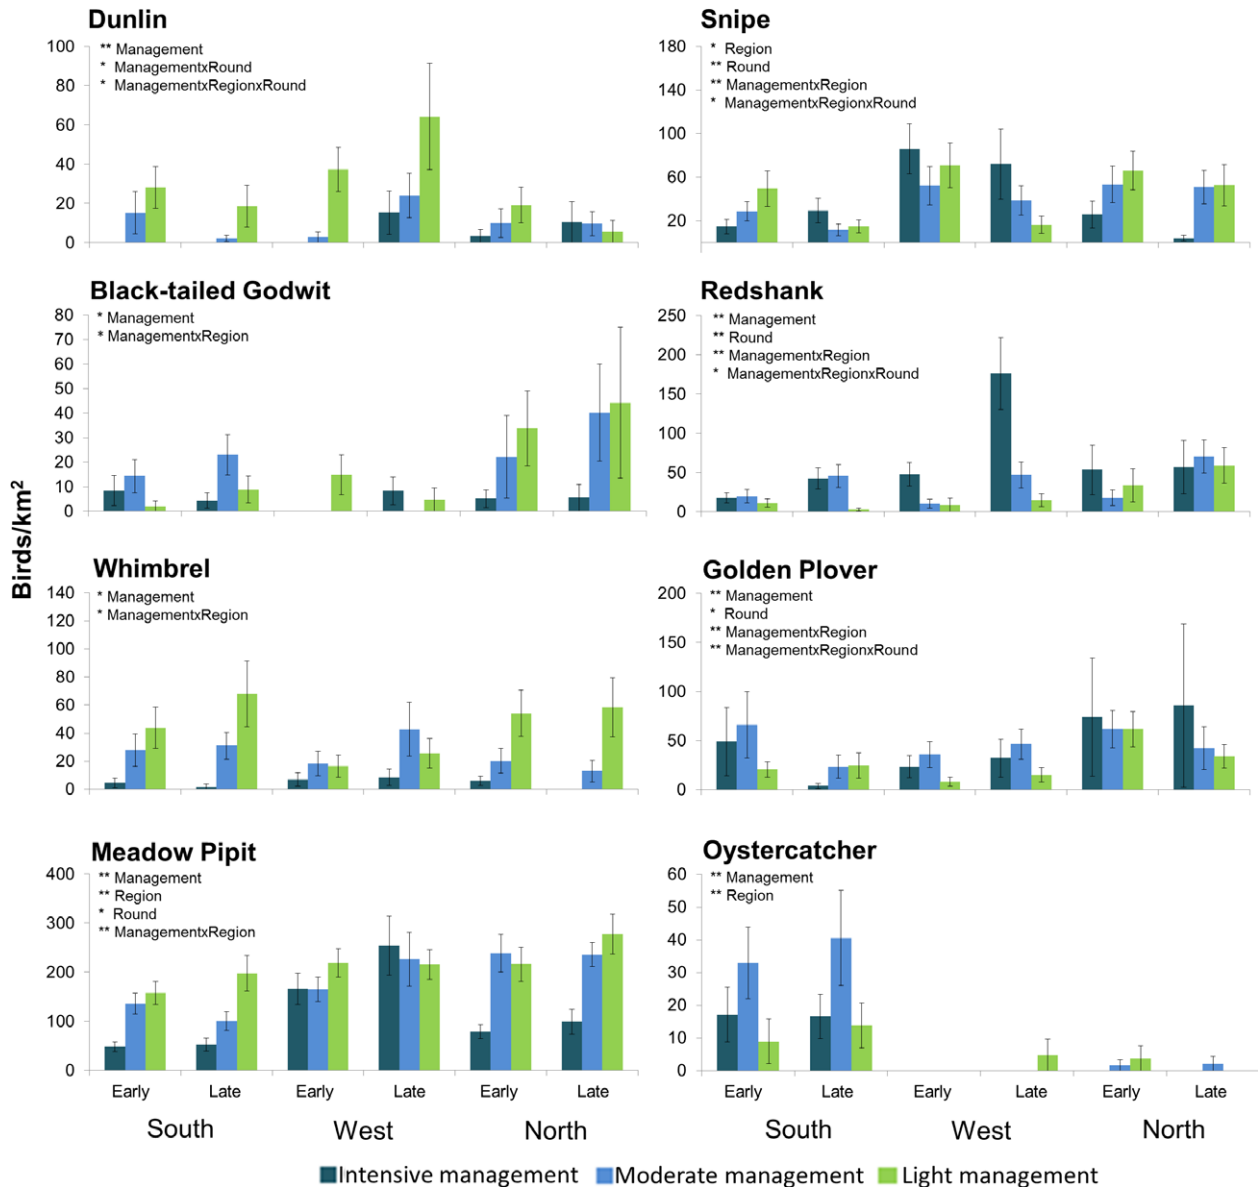 Birds/km²
Dunlin
** Management
* ManagementxRound
* ManagementxRegionxRound
100
80
60
40
20
0
Snipe
* Region
** Round
** ManagementxRegion
* ManagementxRegionxRound
180
140
100
60
20
Black-tailed Godwit
* Management
* ManagementxRegion
80
70
60
50
40
30
20
10
0
Redshank
** Management
** Round
** ManagementxRegion
* ManagementxRegionxRound
250
200
150
100
50
0
Whimbrel
* Management
* ManagementxRegion
140
120
100
80
60
40
20
0
Golden Plover
** Management
* Round
** ManagementxRegion
** ManagementxRegionxRound
200
150
100
50
0
Meadow Pipit
** Management
** Region
* Round
** ManagementxRegion
400
300
200
100
0
Early Late Early Late Early Late
South West North
Oystercatcher
** Management
** Region
60
50
40
30
20
10
0
Early Late Early Late Early Late
South West North
Intensive management Moderate management Light management